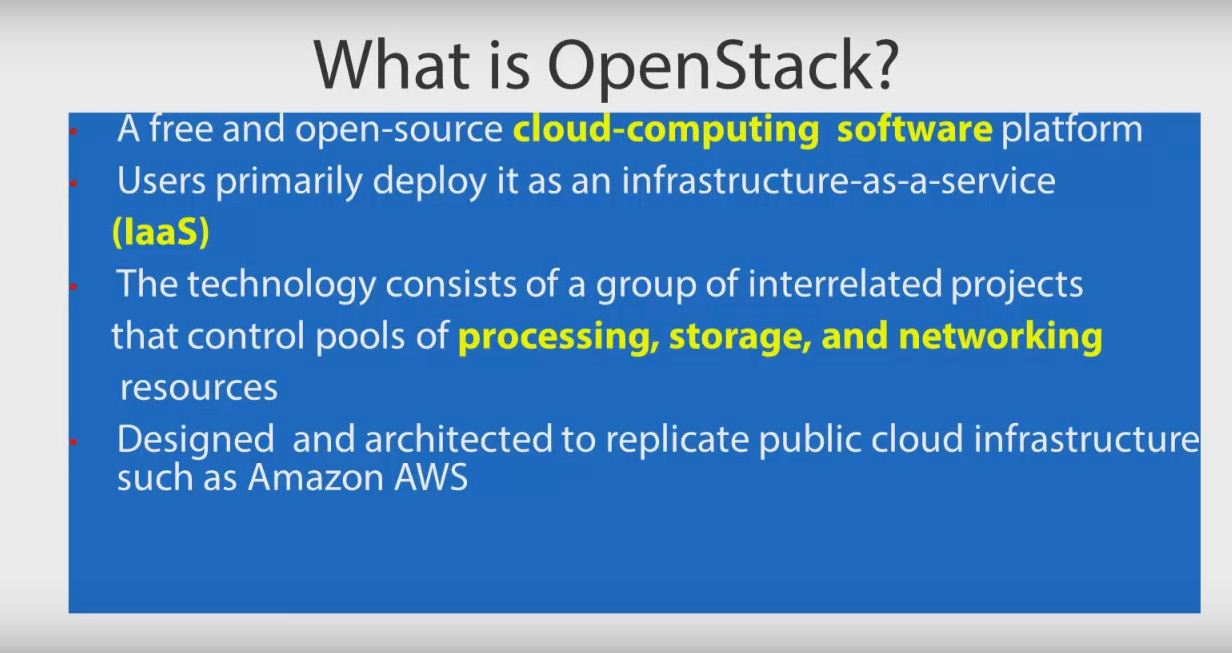 What is OpenStack?
A free and open-source cloud-computing software platform
Users primarily deploy it as an infrastructure-as-a-service
(IaaS)
The technology consists of a group of interrelated projects
that control pools of processing, storage, and networking
resources
Designed and architected to replicate public cloud infrastructure
such as Amazon AWS